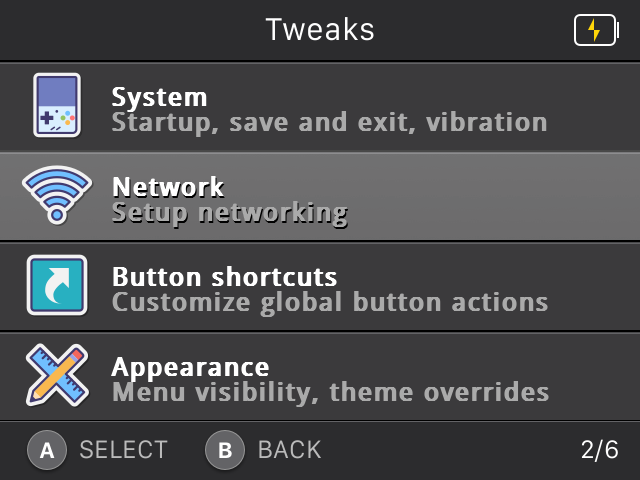 Tweaks
System
Startup, save and exit, vibration
Network
Setup networking
Button shortcuts
Customize global button actions
Appearance
Menu visibility, theme overrides
A SELECT B BACK 2/6